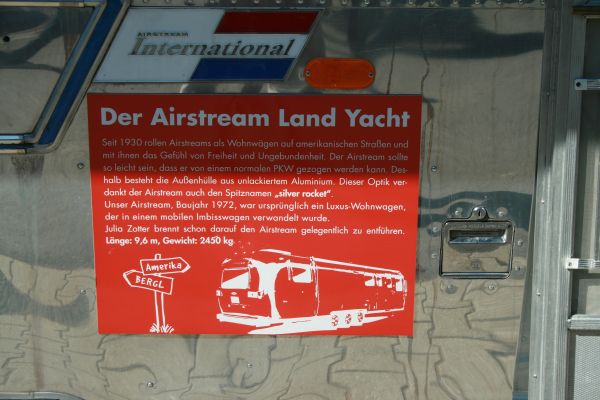 AIRSTREAM
International
Der Airstream Land Yacht
Seit 1930 rollen Airstreams als Wohnwägen auf amerikanischen Straßen und
mit ihnen das Gefühl von Freiheit und Ungebundenheit. Der Airstream sollte
so leicht sein, dass er von einem normalen PKW gezogen werden kann. Des-
halb besteht die Außenhülle aus unlackiertem Aluminium. Dieser Optik ver-
dankt der Airstream auch den Spitznamen „silver rocket".
Unser Airstream, Baujahr 1972, war ursprünglich ein Luxus-Wohnwagen,
der in einem mobilen Imbisswagen verwandelt wurde.
Julia Zotter brennt schon darauf den Airstream gelegentlich zu entführen.
Länge: 9,6 m, Gewicht: 2450 kg
Amerika
BERGL